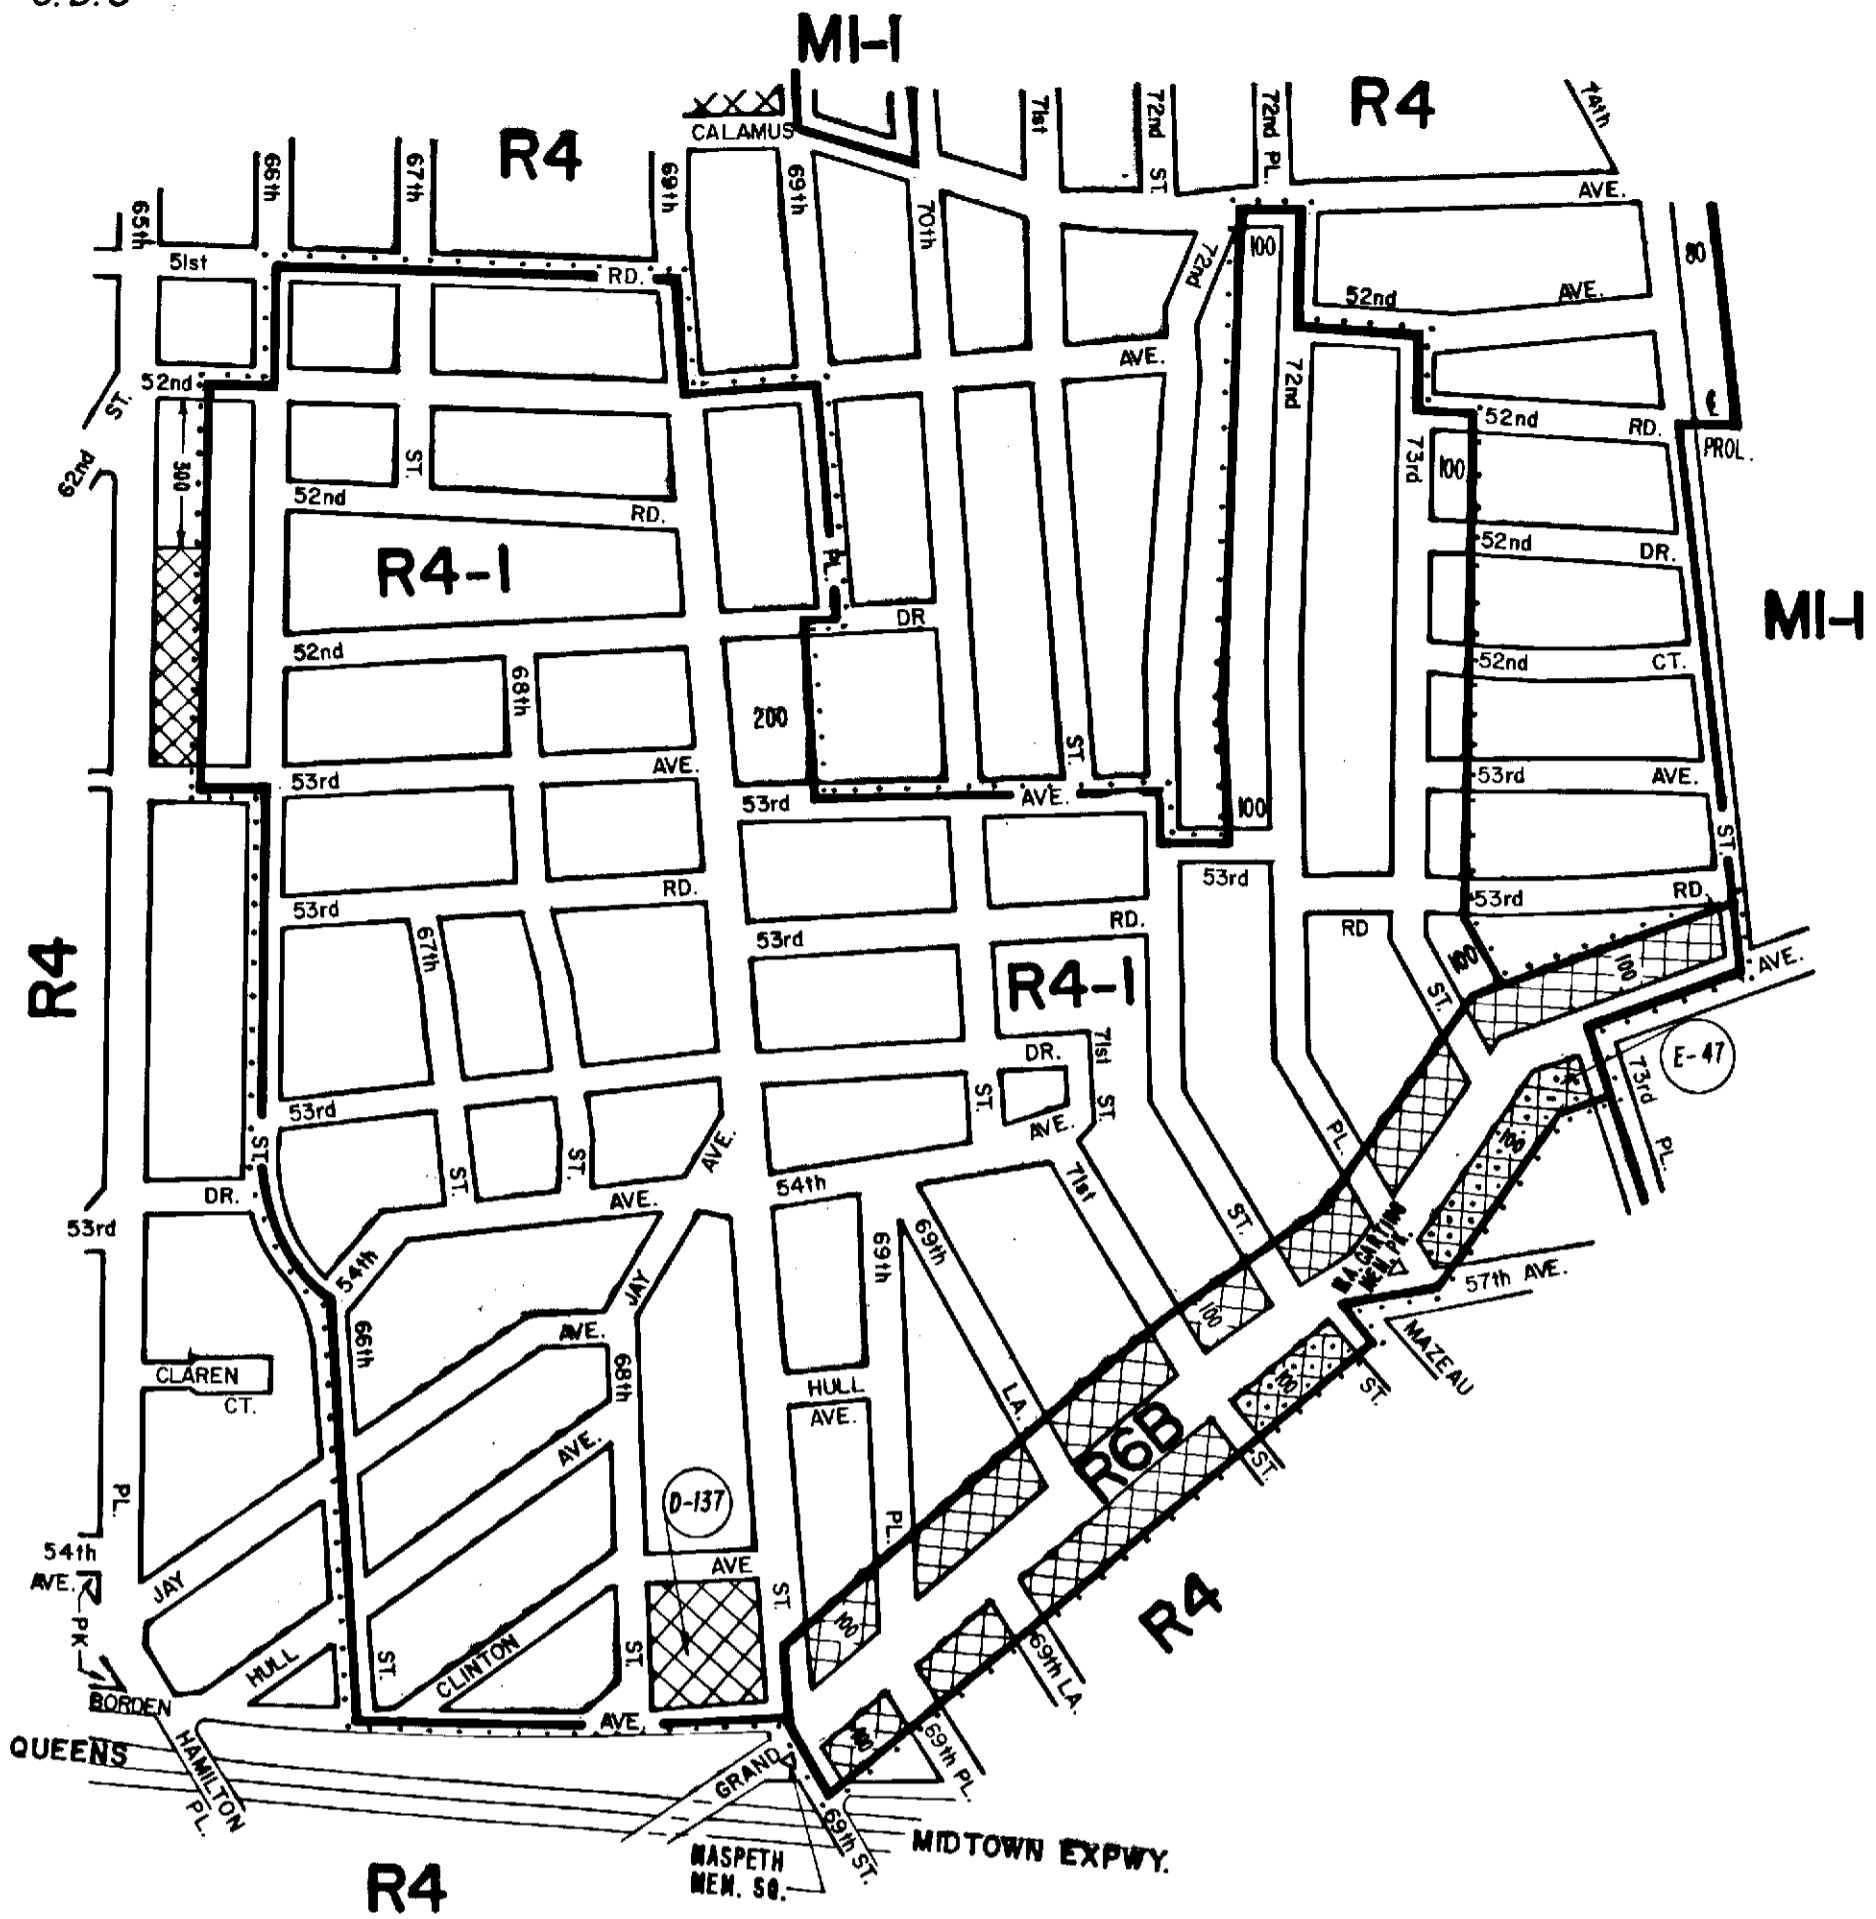 M1-1
R4
R4
CALAMUS
71st
72nd
ST.
72nd PL.
74th
AVE.
65th
66th
67th
69th
69th
70th
72nd
100
80
51st
RD.
52nd
AVE.
52nd
AVE.
ST.
62nd
300
ST.
52nd
RD.
72nd
73rd
100
52nd
RD.
PROL.
R4-1
PL.
DR
52nd
DR.
M1-1
52nd
68th
200
52nd
CT.
53rd
AVE.
53rd
AVE.
ST.
100
53rd
AVE.
ST.
53rd
RD.
53rd
RD.
53rd
RD
53rd
RD.
R4
67th
R4-1
100
ST.
100
AVE.
E-47
73rd
PL.
DR.
71st
ST.
ST.
AVE.
53rd
ST.
ST.
ST.
AVE.
PL.
100
DR.
53rd
AVE.
54th
71st
ST.
54th
JAY
69th
69th
M.A. GARTING
MEM. PK.
57th AVE.
MAZEAU
ST.
66th
AVE.
68th
CLAREN
CT.
HULL
AVE.
LA.
100
100
ST.
R6B
AVE.
PL.
54th
AVE.
PK
JAY
D-137
AVE
ST.
PL.
100
R4
HULL
ST.
CLINTON
ST.
69th LA.
BORDEN
AVE.
100
69th PL.
QUEENS
HAMILTON
PL.
GRAND
69th ST.
MIDTOWN EXPWY.
MASPETH
MEM. SQ.
R4